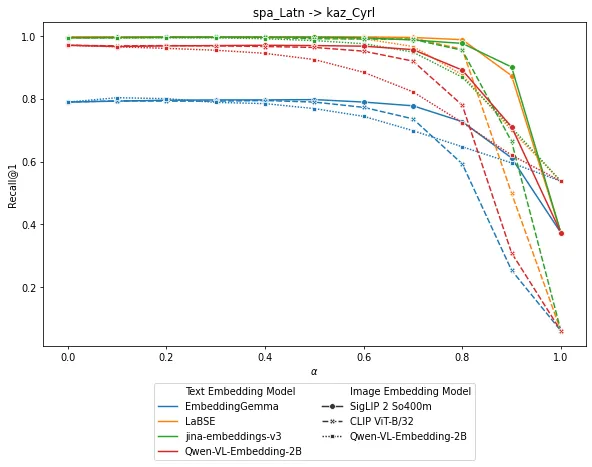 spa_Latn -> kaz_Cyrl
Recall@1
1.0
0.8
0.6
0.4
0.2
0.0 0.2 0.4 0.6 0.8 1.0
α
Text Embedding Model Image Embedding Model
EmbeddingGemma SigLIP 2 So400m
LaBSE CLIP ViT-B/32
jina-embeddings-v3 Qwen-VL-Embedding-2B
Qwen-VL-Embedding-2B